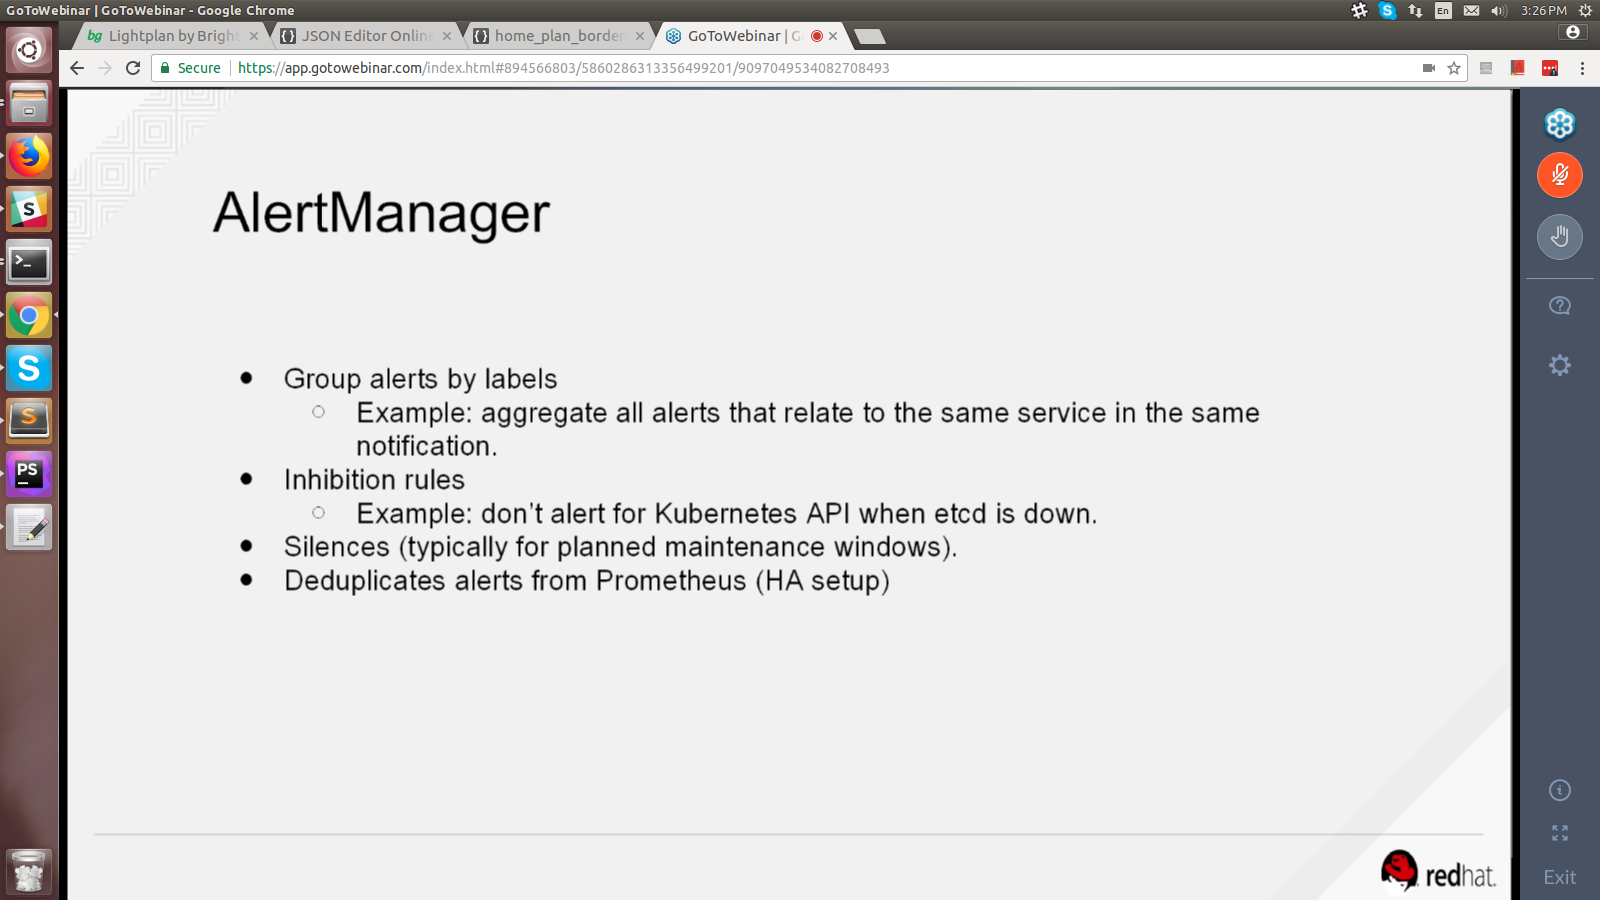 GoToWebinar | GoToWebinar - Google Chrome
En
3:26 PM
bg Lightplan by Brigh
JSON Editor Online
home_plan_border
GoToWebinar | G
Secure
https://app.gotowebinar.com/index.html#894566803/5860286313356499201/9097049534082708493
AlertManager
Group alerts by labels
Example: aggregate all alerts that relate to the same service in the same
notification.
Inhibition rules
Example: don't alert for Kubernetes API when etcd is down.
Silences (typically for planned maintenance windows).
Deduplicates alerts from Prometheus (HA setup)
redhat.
Exit
S
S
S
PS